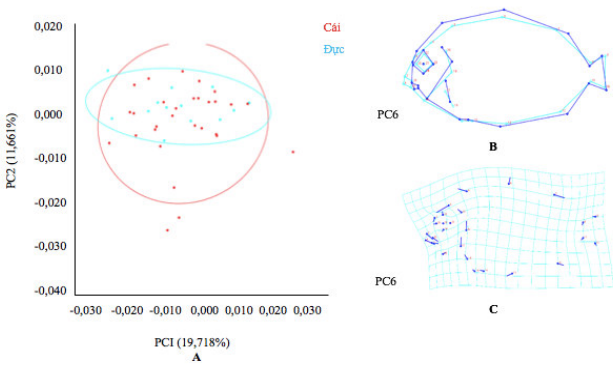 0,020
0,010
0,000
-0,010
-0,020
-0,030
-0,040
PC2 (11,661%)
Cái
Đực
-0,030 -0,020 -0,010 0,000 0,010 0,020 0,030
PCI (19,718%)
A
PC6
B
PC6
C